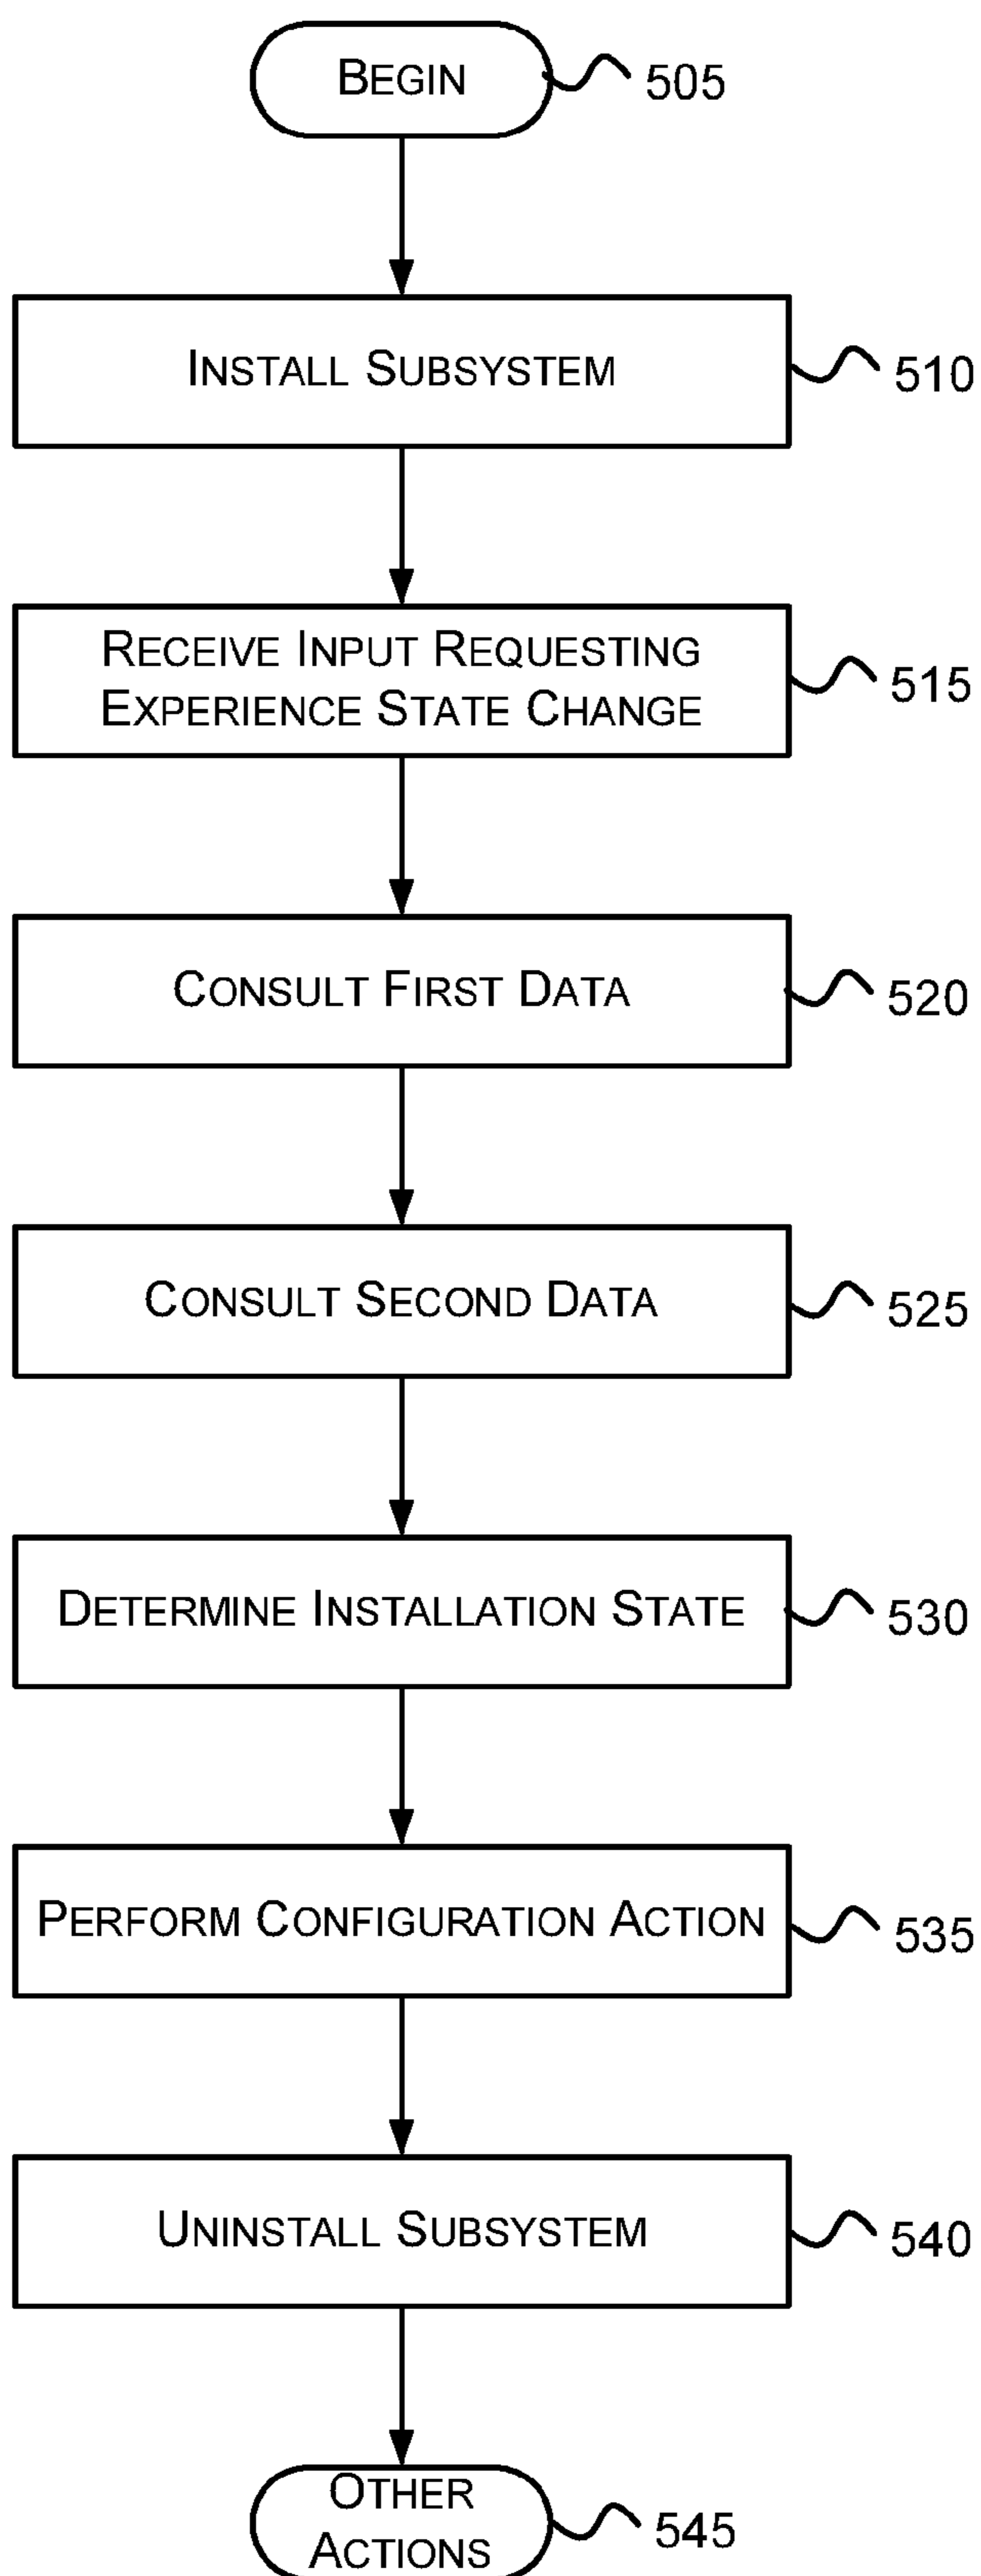 BEGIN
505
INSTALL SUBSYSTEM
510
RECEIVE INPUT REQUESTING
EXPERIENCE STATE CHANGE
515
CONSULT FIRST DATA
520
CONSULT SECOND DATA
525
DETERMINE INSTALLATION STATE
530
PERFORM CONFIGURATION ACTION
535
UNINSTALL SUBSYSTEM
540
OTHER
ACTIONS
545